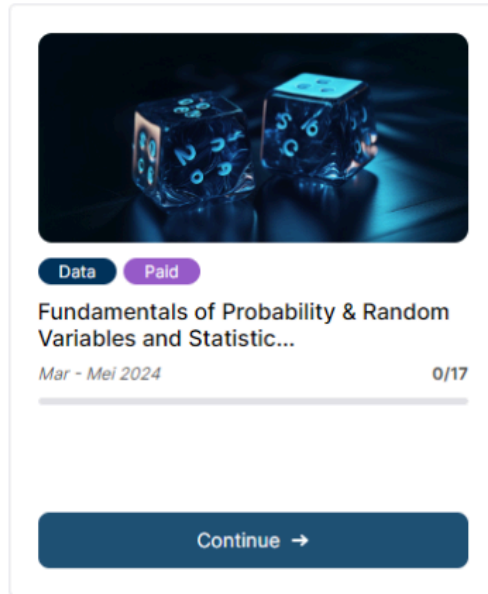 Data Paid
Fundamentals of Probability & Random
Variables and Statistic...
Mar - Mei 2024 0/17
Continue →